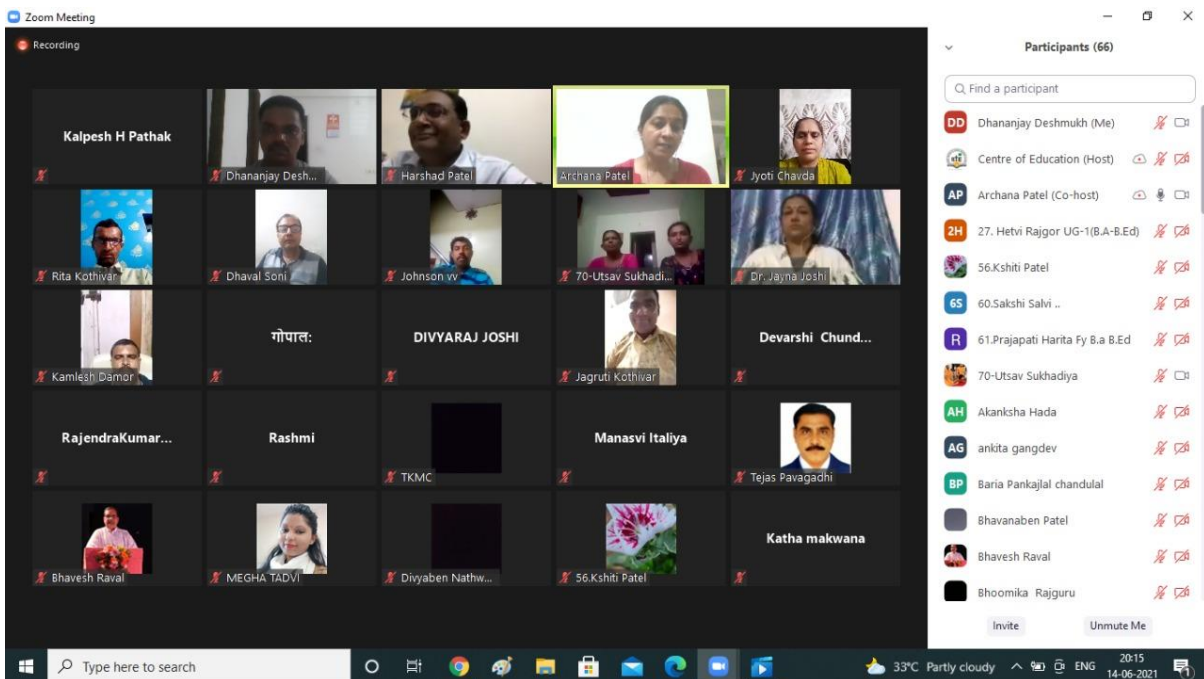 Zoom Meeting
Recording
Kalpesh H Pathak
Dhananjay Desh...
Harshad Patel
Archana Patel
Jyoti Chavda
Rita Kothivar
Dhaval Soni
Johnson vv
70-Utsav Sukhadi...
Dr. Jayna Joshi
Kamlesh Damor
गोपाल:
DIVYARAJ JOSHI
Jagruti Kothivar
Devarshi Chund...
RajendraKumar...
Rashmi
TKMC
Manasvi Italiya
Tejas Pavagadhi
Bhavesh Raval
MEGHA TADVI
Divyaben Nathw...
56.Kshiti Patel
Katha makwana
Participants (66)
Find a participant
DD Dhananjay Deshmukh (Me)
Centre of Education (Host)
AP Archana Patel (Co-host)
2H 27. Hetvi Rajgor UG-1(B.A-B.Ed)
56.Kshiti Patel
6S 60.Sakshi Salvi ..
R 61.Prajapati Harita Fy B.a B.Ed
70-Utsav Sukhadiya
AH Akanksha Hada
AG ankita gangdev
BP Baria Pankajlal chandulal
Bhavanaben Patel
Bhavesh Raval
Bhoomika Rajguru
Invite Unmute Me
Type here to search
33°C Partly cloudy ENG
20:15
14-06-2021